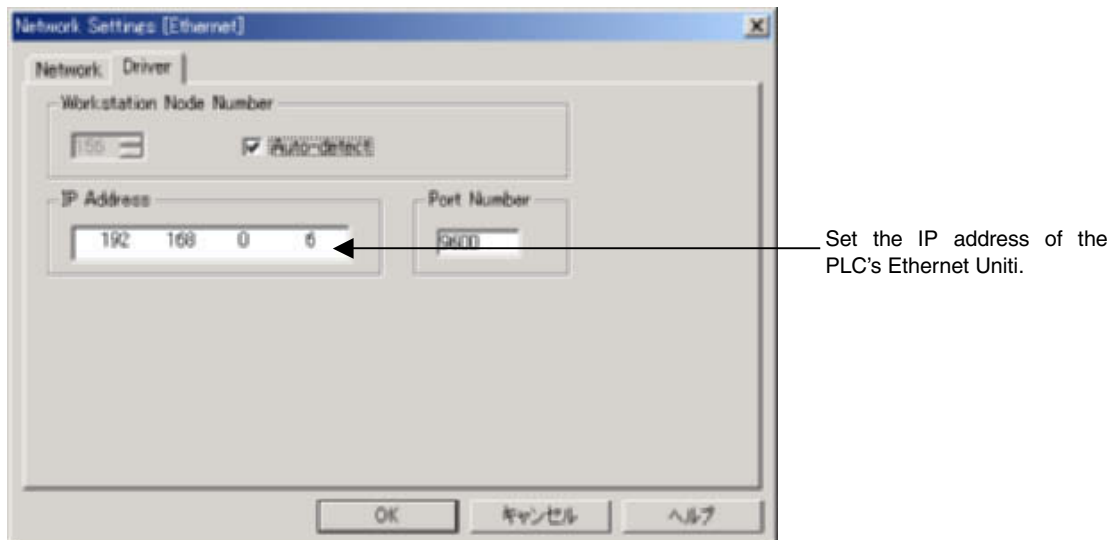 Network Settings [Ethernet]
Network Driver
Workstation Node Number
Auto-detect
IP Address
Port Number
192 168 0 6
9600
Set the IP address of the
PLC's Ethernet Uniti.
OK キャンセル ヘルプ